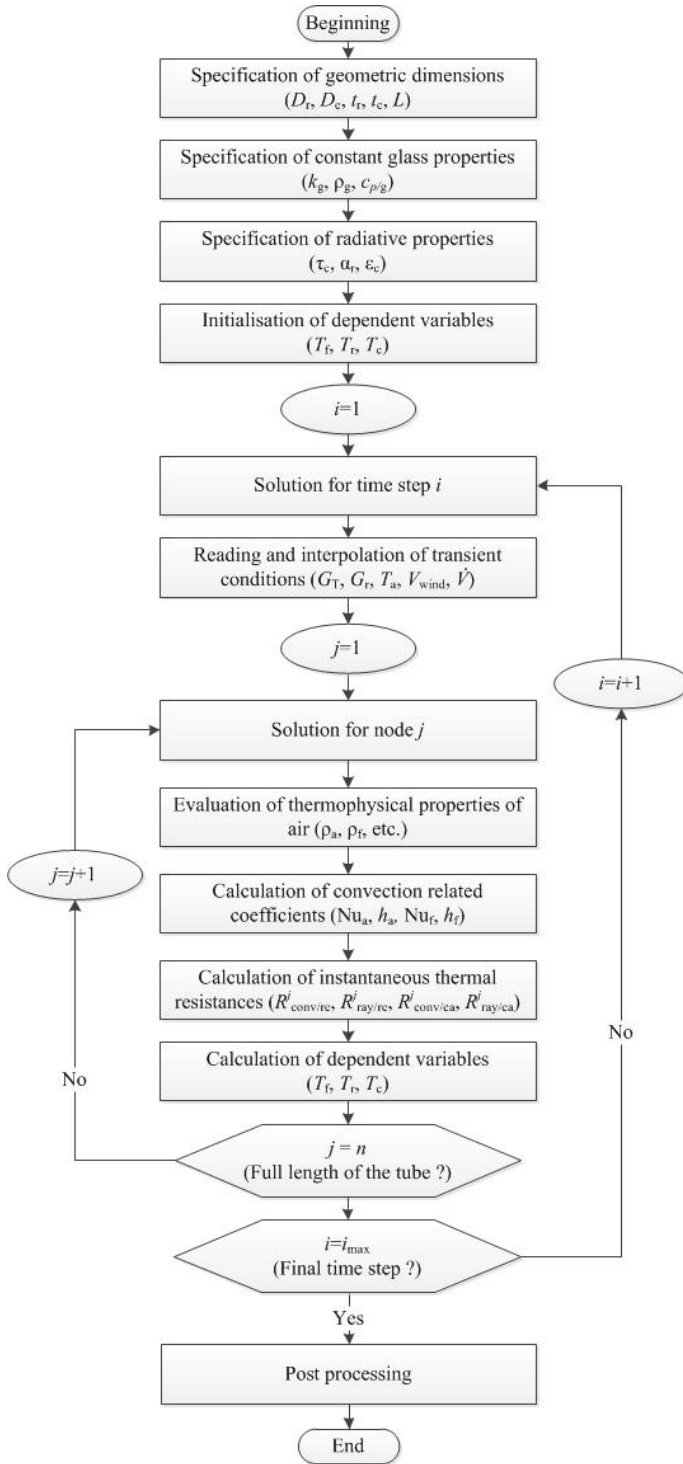 Beginning
Specification of geometric dimensions
(Dr, De, tr, te, L)
Specification of constant glass properties
(kg, ρg, cp/g)
Specification of radiative properties
(τc, αr, εc)
Initialisation of dependent variables
(Tf, Tr, Tc)
i=1
Solution for time step i
Reading and interpolation of transient
conditions (GT, Gr, Ta, Vwind, V̇)
j=1
i=i+1
Solution for node j
Evaluation of thermophysical properties of
air (ρa, ρf, etc.)
j=j+1
Calculation of convection related
coefficients (Nua, ha, Nuf, hf)
Calculation of instantaneous thermal
resistances (Rjconv/rc, Rjray/rc, Rjconv/ca, Rjray/ca)
No
No
Calculation of dependent variables
(Tf, Tr, Tc)
j = n
(Full length of the tube ?)
i=imax
(Final time step ?)
Yes
Post processing
End